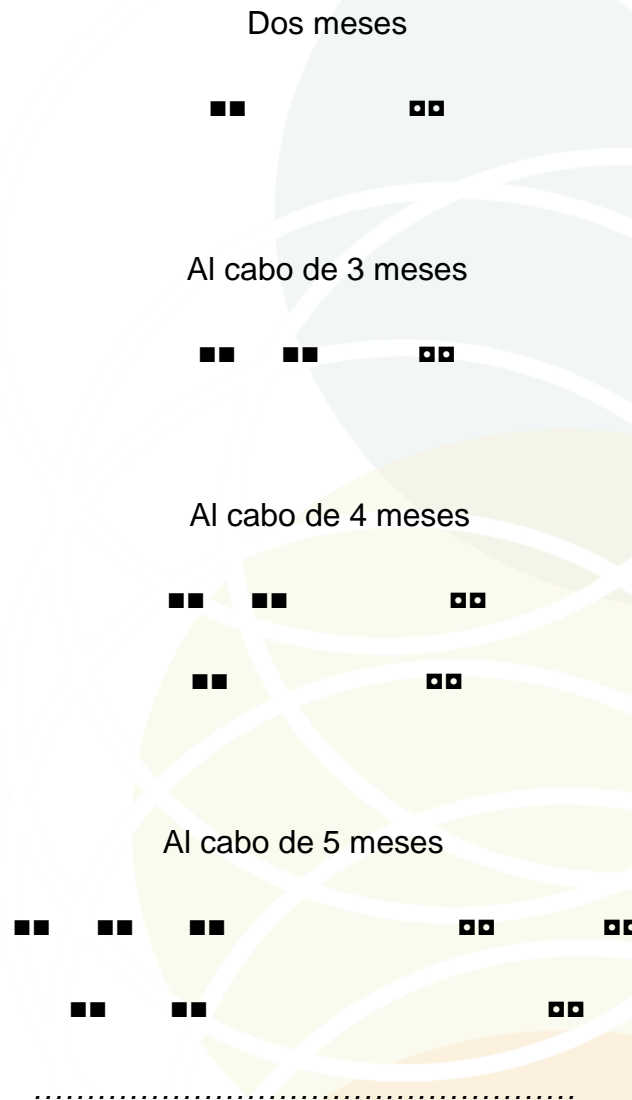 Dos meses
■■ ◘◘
Al cabo de 3 meses
■■ ■■ ◘◘
Al cabo de 4 meses
■■ ■■ ◘◘
■■ ◘◘
Al cabo de 5 meses
■■ ■■ ■■ ◘◘ ◘◘
■■ ■■ ◘◘
……………………………………………